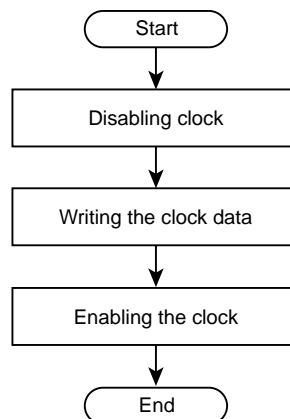 Start
Disabling clock
Writing the clock data
Enabling the clock
End